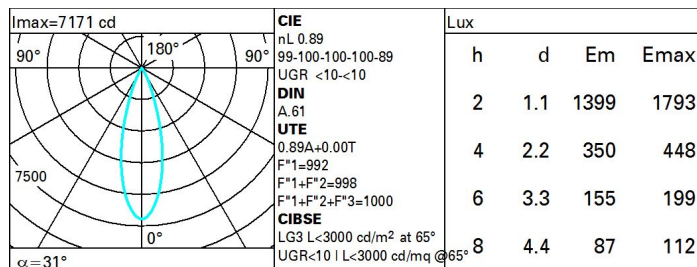 Imax=7171 cd
90° 180° 90°
7500
0°
α=31°
CIE
nL 0.89
99-100-100-100-89
UGR <10-<10
DIN
A.61
UTE
0.89A+0.00T
F"1=992
F"1+F"2=998
F"1+F"2+F"3=1000
CIBSE
LG3 L<3000 cd/m² at 65°
UGR<10 | L<3000 cd/mq @65°
Lux
h d Em Emax
2 1.1 1399 1793
4 2.2 350 448
6 3.3 155 199
8 4.4 87 112